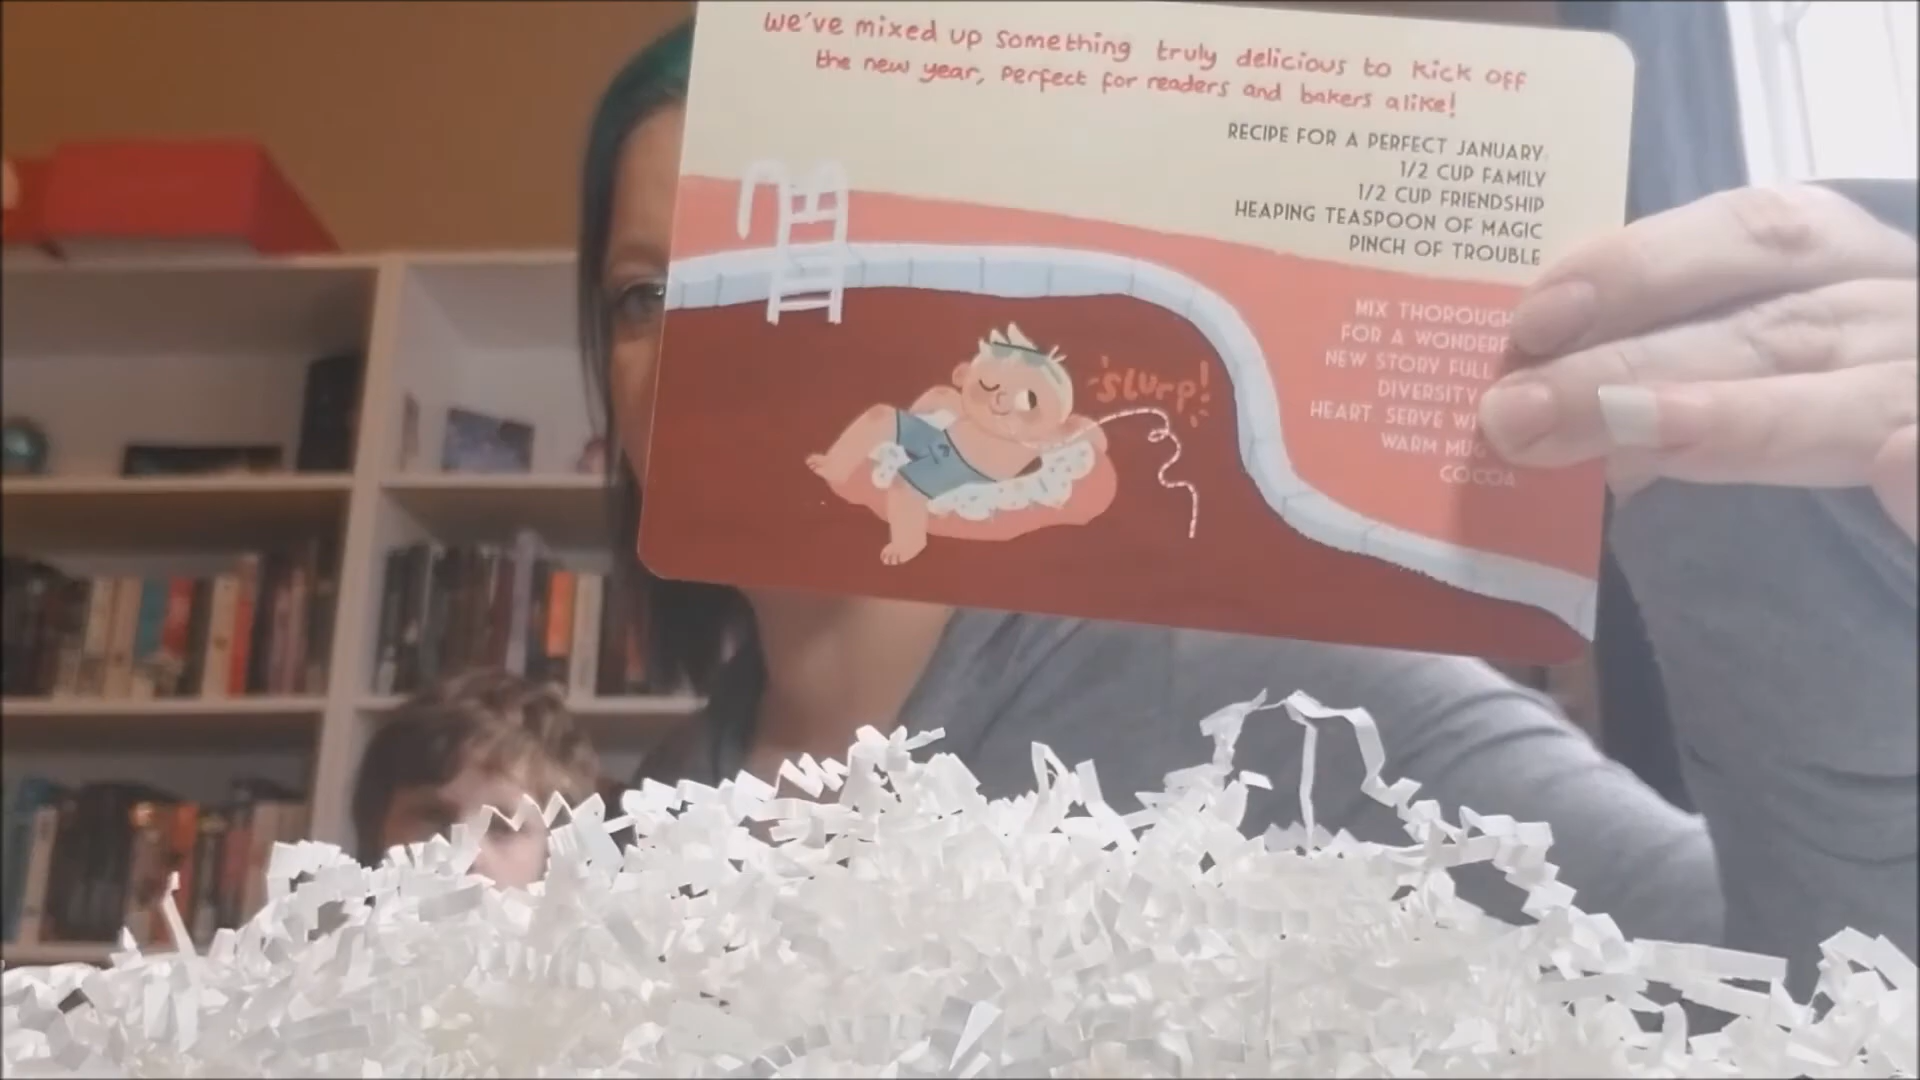 we've mixed up something truly delicious to kick off
the new year, perfect for readers and bakers alike!
RECIPE FOR A PERFECT JANUARY:
1/2 CUP FAMILY
1/2 CUP FRIENDSHIP
HEAPING TEASPOON OF MAGIC
PINCH OF TROUBLE
MIX THOROUGH
FOR A WONDERF
NEW STORY FULL
DIVERSITY
HEART. SERVE WI
WARM MUG
COCOA
slurp!